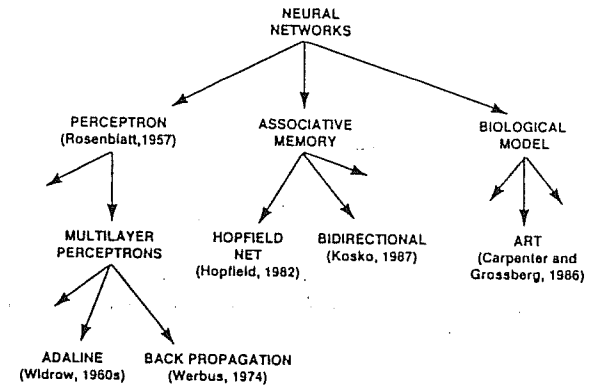 NEURAL
NETWORKS
PERCEPTRON
(Rosenblatt,1957)
ASSOCIATIVE
MEMORY
BIOLOGICAL
MODEL
MULTILAYER
PERCEPTRONS
HOPFIELD
NET
(Hopfield, 1982)
BIDIRECTIONAL
(Kosko, 1987)
ART
(Carpenter and
Grossberg, 1986)
ADALINE
(Widrow, 1960s)
BACK PROPAGATION
(Werbus, 1974)